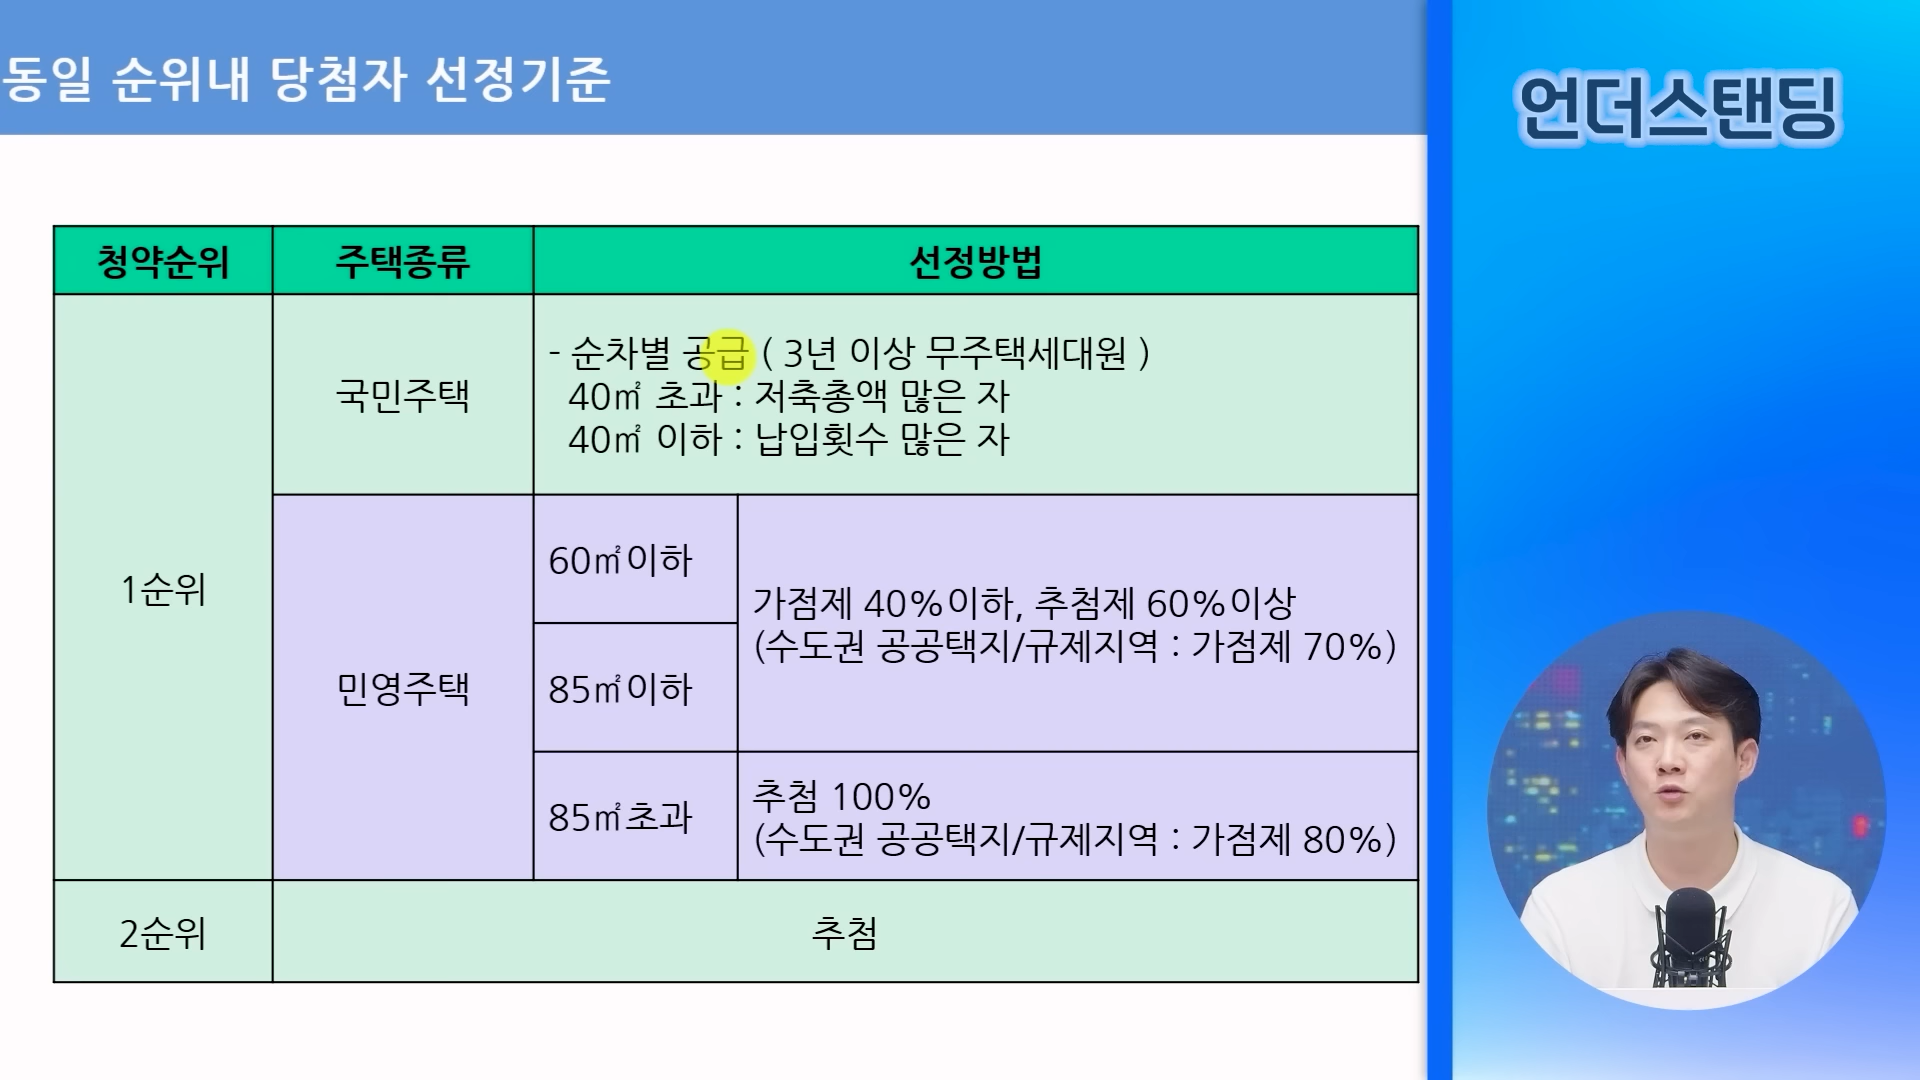 동일 순위내 당첨자 선정기준
언더스탠딩
청약순위 주택종류 선정방법
1순위
국민주택
- 순차별 공급 ( 3년 이상 무주택세대원 )
40㎡ 초과 : 저축총액 많은 자
40㎡ 이하 : 납입횟수 많은 자
민영주택
60㎡이하
85㎡이하
가점제 40%이하, 추첨제 60%이상
(수도권 공공택지/규제지역 : 가점제 70%)
85㎡초과
추첨 100%
(수도권 공공택지/규제지역 : 가점제 80%)
2순위 추첨